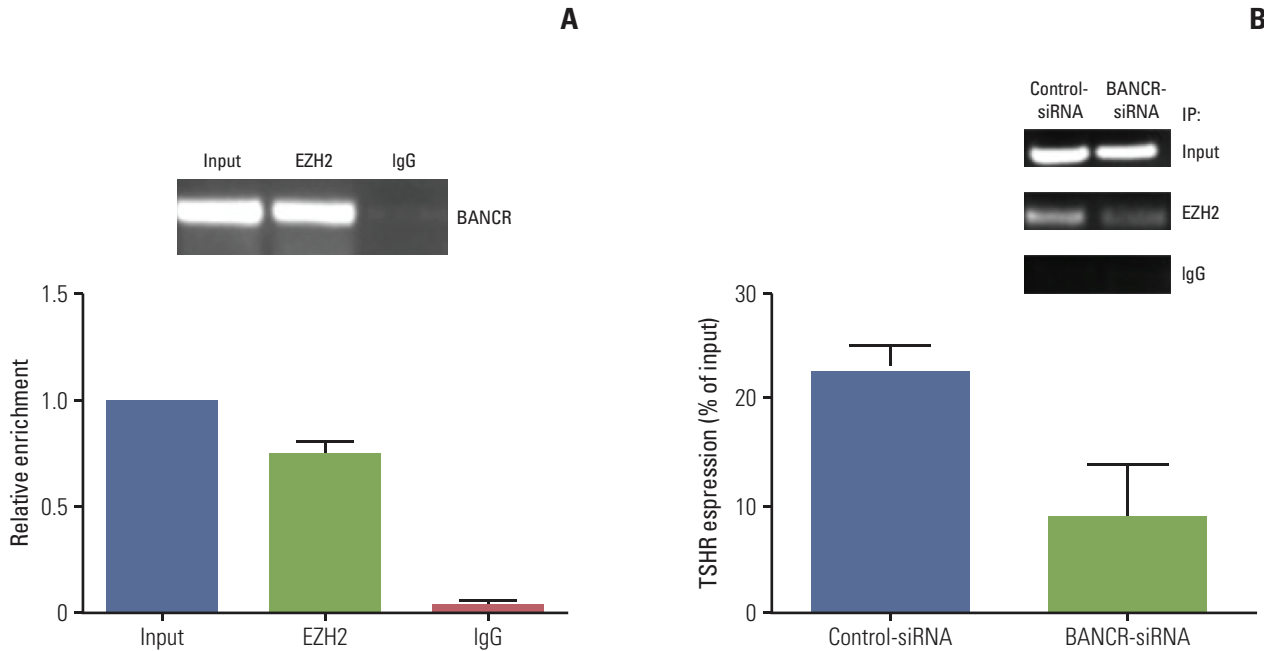 A
Input EZH2 IgG
BANCR
1.5
1.0
0.5
0
Relative enrichment
Input EZH2 IgG
B
Control-
siRNA
BANCR-
siRNA
IP:
Input
EZH2
IgG
30
20
10
0
TSHR espression (% of input)
Control-siRNA BANCR-siRNA